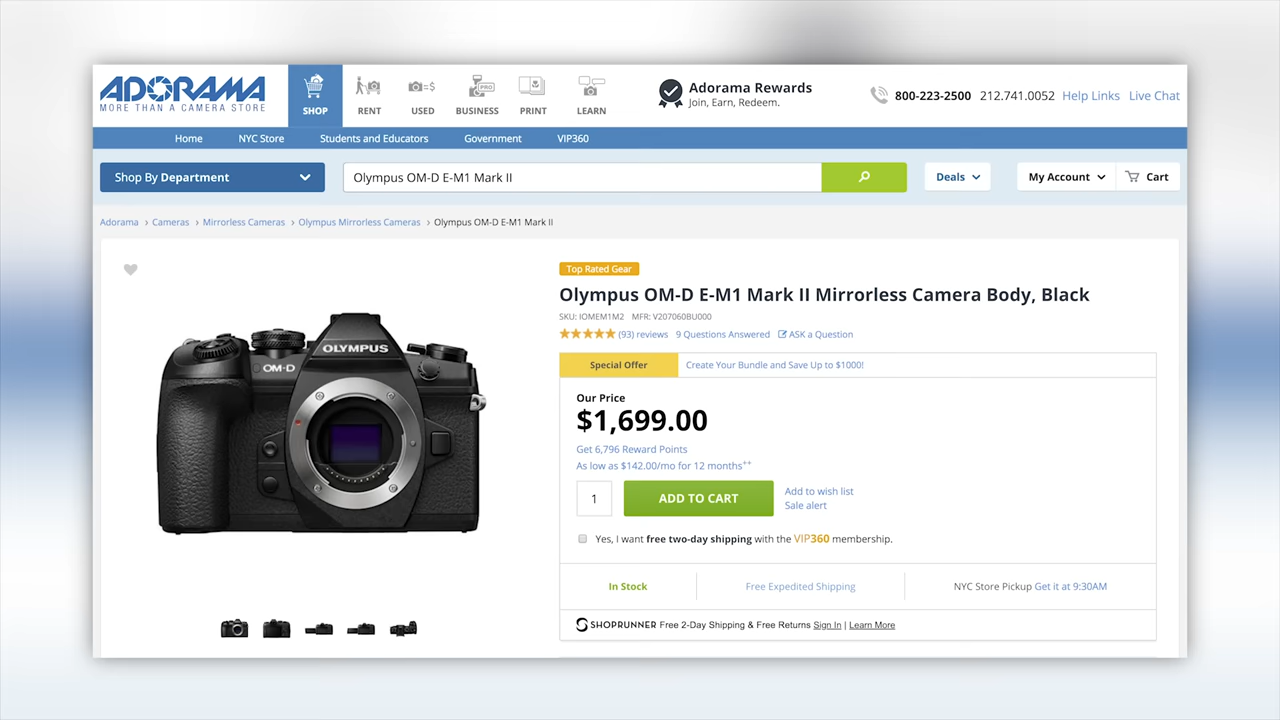 ADORAMA
MORE THAN A CAMERA STORE
SHOP
RENT
USED
PRO
BUSINESS
PRINT
LEARN
Adorama Rewards
Join, Earn, Redeem.
800-223-2500 212.741.0052 Help Links Live Chat
Home NYC Store Students and Educators Government VIP360
Shop By Department
Olympus OM-D E-M1 Mark II
Deals
My Account
Cart
Adorama › Cameras › Mirrorless Cameras › Olympus Mirrorless Cameras › Olympus OM-D E-M1 Mark II
OLYMPUS
OM-D
Top Rated Gear
Olympus OM-D E-M1 Mark II Mirrorless Camera Body, Black
SKU: IOMEM1M2 MFR: V207060BU000
(93) reviews 9 Questions Answered ASK a Question
Special Offer Create Your Bundle and Save Up to $1000!
Our Price
$1,699.00
Get 6,796 Reward Points
As low as $142.00/mo for 12 months++
1 ADD TO CART
Add to wish list
Sale alert
Yes, I want free two-day shipping with the VIP360 membership.
In Stock Free Expedited Shipping NYC Store Pickup Get it at 9:30AM
SHOPRUNNER Free 2-Day Shipping & Free Returns Sign In | Learn More